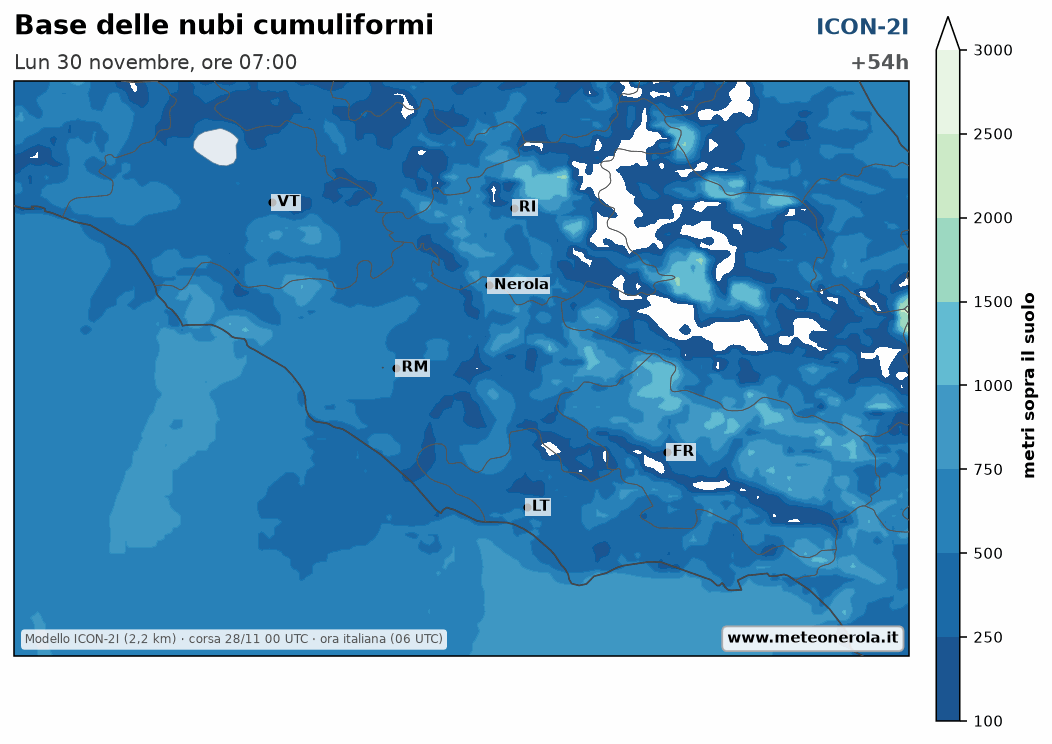 Base delle nubi cumuliformi
ICON-2I
Lun 30 novembre, ore 07:00
+54h
3000
2500
2000
1500
1000
750
500
250
100
metri sopra il suolo
VT
RI
Nerola
RM
FR
LT
Modello ICON-2I (2,2 km) · corsa 28/11 00 UTC · ora italiana (06 UTC)
www.meteonerola.it